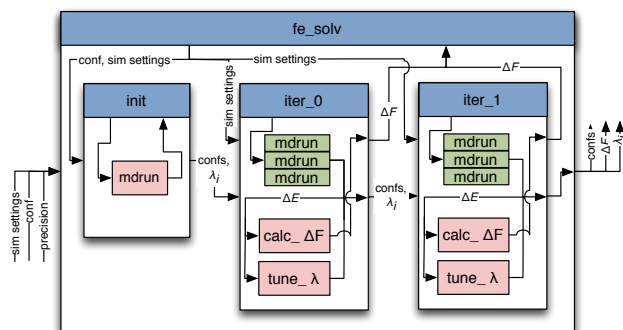 fe_solv
conf, sim settings
sim settings
sim settings
ΔF
ΔF
init
iter_0
iter_1
mdrun
mdrun
mdrun
mdrun
mdrun
mdrun
mdrun
confs,
λi
confs,
λi
ΔE
ΔE
calc_ ΔF
calc_ ΔF
tune_ λ
tune_ λ
sim settings
conf
precision
confs
ΔF
λi